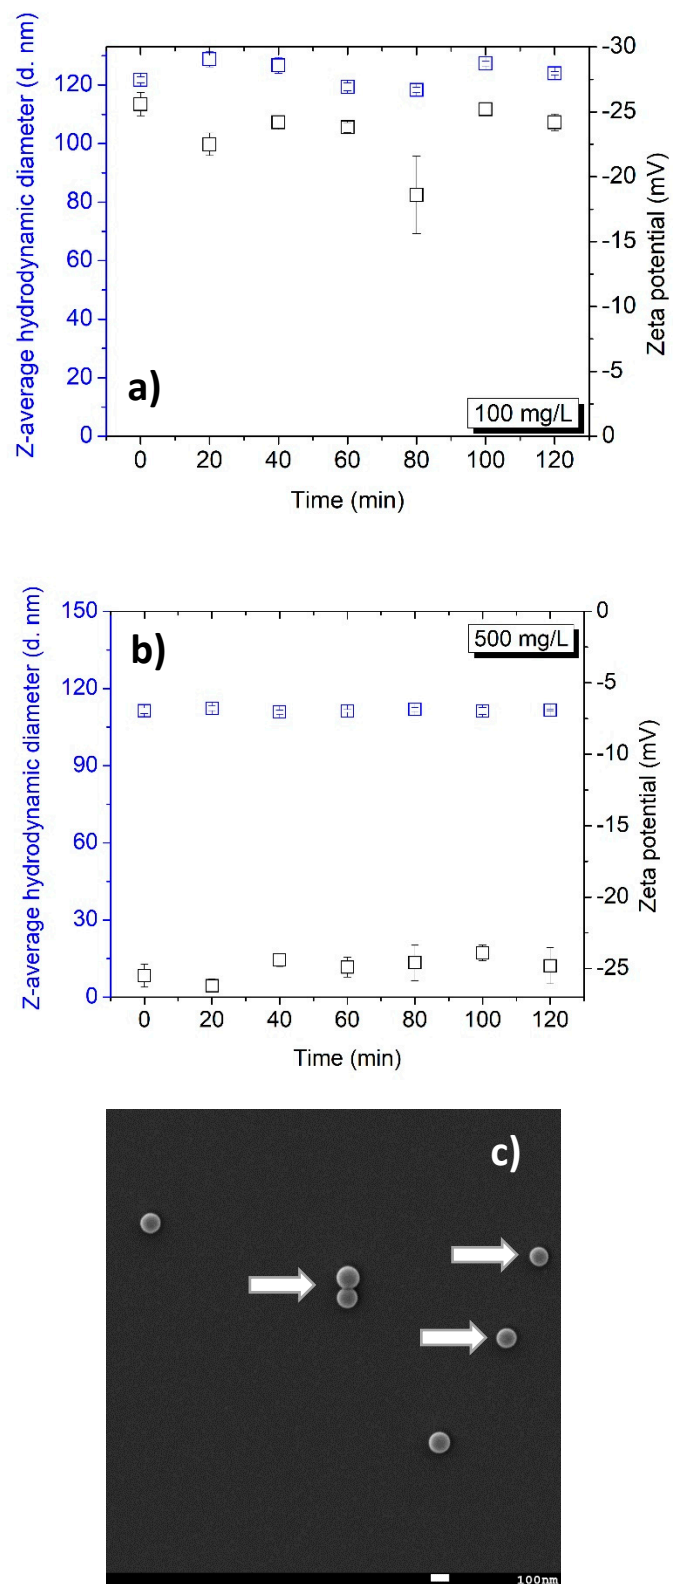 Z-average hydrodynamic diameter (d. nm)
120
100
80
60
40
20
0
a)
100 mg/L
-30
-25
-20
-15
-10
-5
0
Zeta potential (mV)
0 20 40 60 80 100 120
Time (min)
Z-average hydrodynamic diameter (d. nm)
150
120
90
60
30
0
b)
500 mg/L
0
-5
-10
-15
-20
-25
Zeta potential (mV)
0 20 40 60 80 100 120
Time (min)
c)
100nm